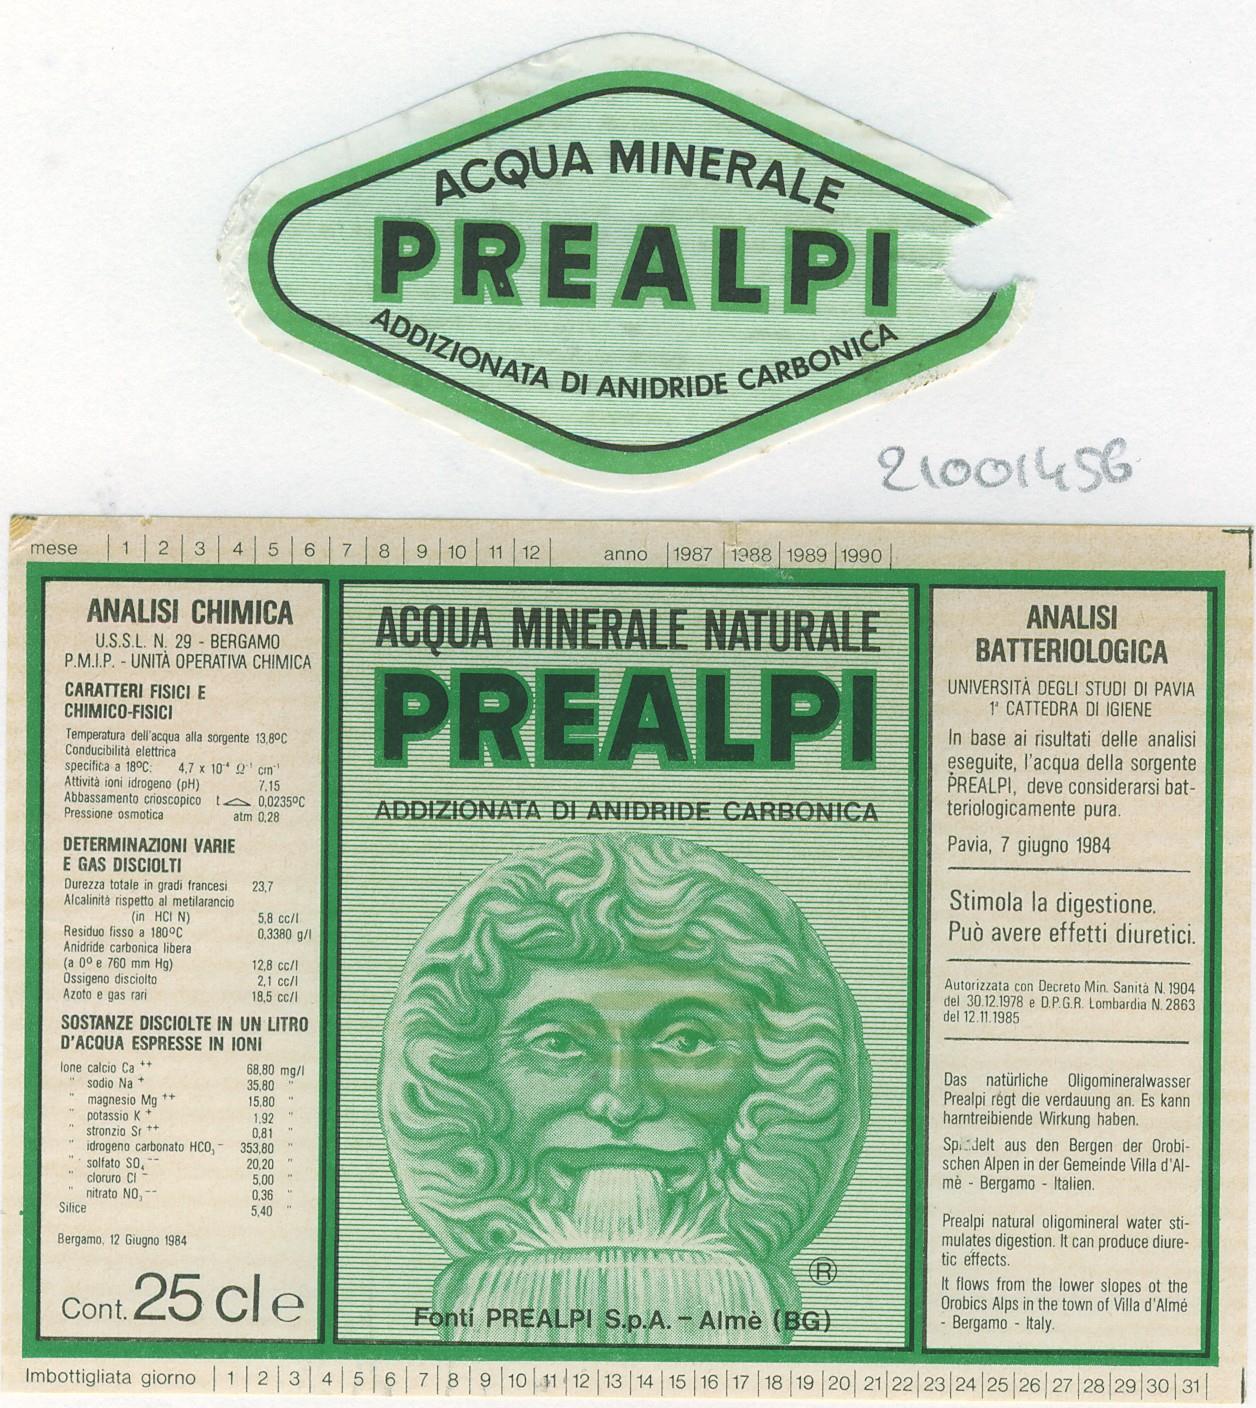 ACQUA MINERALE
PREALPI
ADDIZIONATA DI ANIDRIDE CARBONICA
21001456
mese 1 2 3 4 5 6 7 8 9 10 11 12 anno 1987 1988 1989 1990
ANALISI CHIMICA
U.S.S.L. N. 29 - BERGAMO
P.M.I.P. - UNITÀ OPERATIVA CHIMICA
CARATTERI FISICI E
CHIMICO-FISICI
Temperatura dell'acqua alla sorgente 13,8ºC
Conducibilità elettrica
specifica a 18ºC: 4,7 x 10⁻⁴ Ω⁻¹ cm⁻¹
Attività ioni idrogeno (pH) 7,15
Abbassamento crioscopico t 0,0235ºC
Pressione osmotica atm 0,28
DETERMINAZIONI VARIE
E GAS DISCIOLTI
Durezza totale in gradi francesi 23,7
Alcalinità rispetto al metilarancio
(in HCl N) 5,8 cc/l
Residuo fisso a 180ºC 0,3380 g/l
Anidride carbonica libera
(a 0º e 760 mm Hg) 12,8 cc/l
Ossigeno disciolto 2,1 cc/l
Azoto e gas rari 18,5 cc/l
SOSTANZE DISCIOLTE IN UN LITRO
D'ACQUA ESPRESSE IN IONI
Ione calcio Ca ++ 68,80 mg/l
" sodio Na + 35,80 "
" magnesio Mg ++ 15,80 "
" potassio K + 1,92 "
" stronzio Sr ++ 0,81 "
" idrogeno carbonato HCO₃⁻ 353,80 "
" solfato SO₄⁻⁻ 20,20 "
" cloruro Cl⁻ 5,00 "
" nitrato NO₃⁻⁻ 0,36 "
Silice 5,40 "
Bergamo, 12 Giugno 1984
Cont. 25 cl e
ACQUA MINERALE NATURALE
PREALPI
ADDIZIONATA DI ANIDRIDE CARBONICA
®
Fonti PREALPI S.p.A. - Almè (BG)
ANALISI
BATTERIOLOGICA
UNIVERSITÀ DEGLI STUDI DI PAVIA
1ª CATTEDRA DI IGIENE
In base ai risultati delle analisi
eseguite, l'acqua della sorgente
PREALPI, deve considerarsi bat-
teriologicamente pura.
Pavia, 7 giugno 1984
Stimola la digestione.
Può avere effetti diuretici.
Autorizzata con Decreto Min. Sanità N. 1904
del 30.12.1978 e D.P.G.R. Lombardia N. 2863
del 12.11.1985
Das natürliche Oligomineralwasser
Prealpi régt die verdauung an. Es kann
harntreibiende Wirkung haben.
aus den Bergen der Orobi-
schen Alpen in der Gemeinde Villa d'Al-
mè - Bergamo - Italien.
Prealpi natural oligomineral water sti-
mulates digestion. It can produce diure-
tic effects.
It flows from the lower slopes ot the
Orobics Alps in the town of Villa d'Almé
- Bergamo - Italy.
Imbottigliata giorno 1 2 3 4 5 6 7 8 9 10 11 12 13 14 15 16 17 18 19 20 21 22 23 24 25 26 27 28 29 30 31